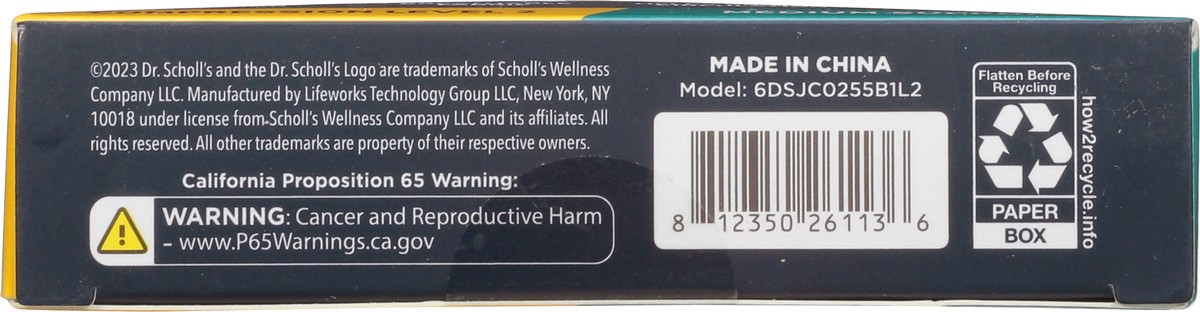 COMPRESSION LEVEL 2
©2023 Dr. Scholl's and the Dr. Scholl's Logo are trademarks of Scholl's Wellness
Company LLC. Manufactured by Lifeworks Technology Group LLC, New York, NY
10018 under license from Scholl's Wellness Company LLC and its affiliates. All
rights reserved. All other trademarks are property of their respective owners.
California Proposition 65 Warning:
WARNING: Cancer and Reproductive Harm
– www.P65Warnings.ca.gov
MADE IN CHINA
Model: 6DSJC0255B1L2
8 12350 26113 6
Flatten Before
Recycling
PAPER
BOX
how2recycle.info